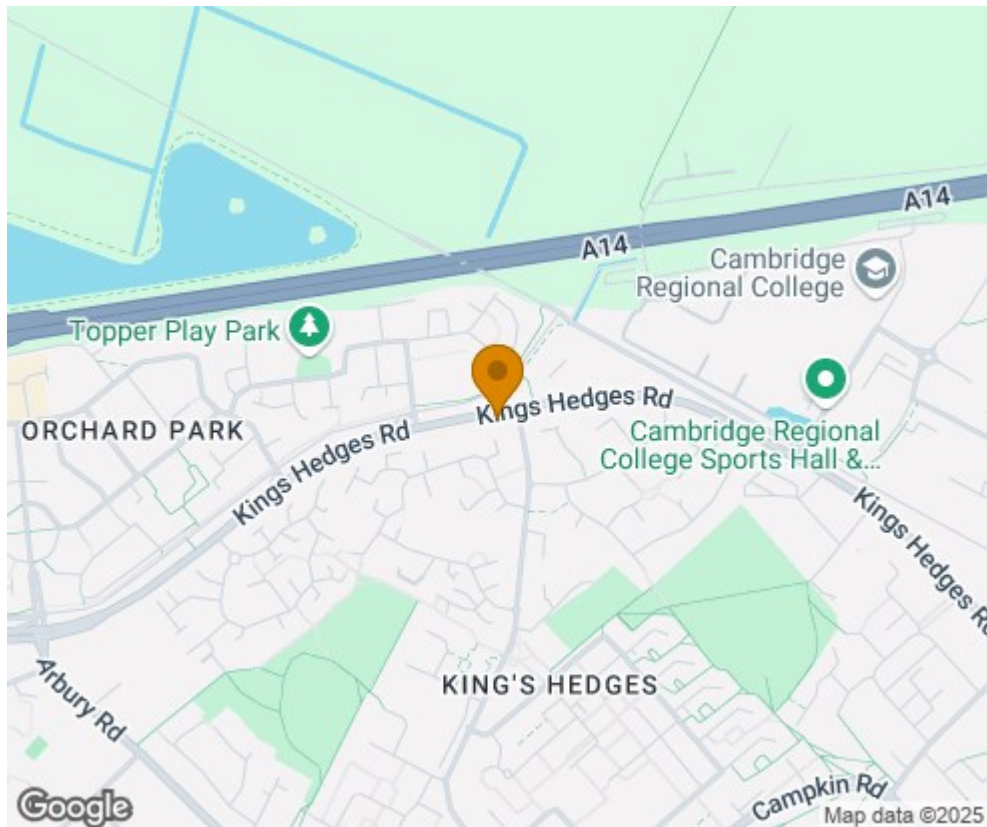 A14
A14
Cambridge
Regional College
Topper Play Park
Kings Hedges Rd
ORCHARD PARK
Kings Hedges Rd
Cambridge Regional
College Sports Hall &...
Kings Hedges Rd
KING'S HEDGES
Arbury Rd
Campkin Rd
Google
Map data ©2025